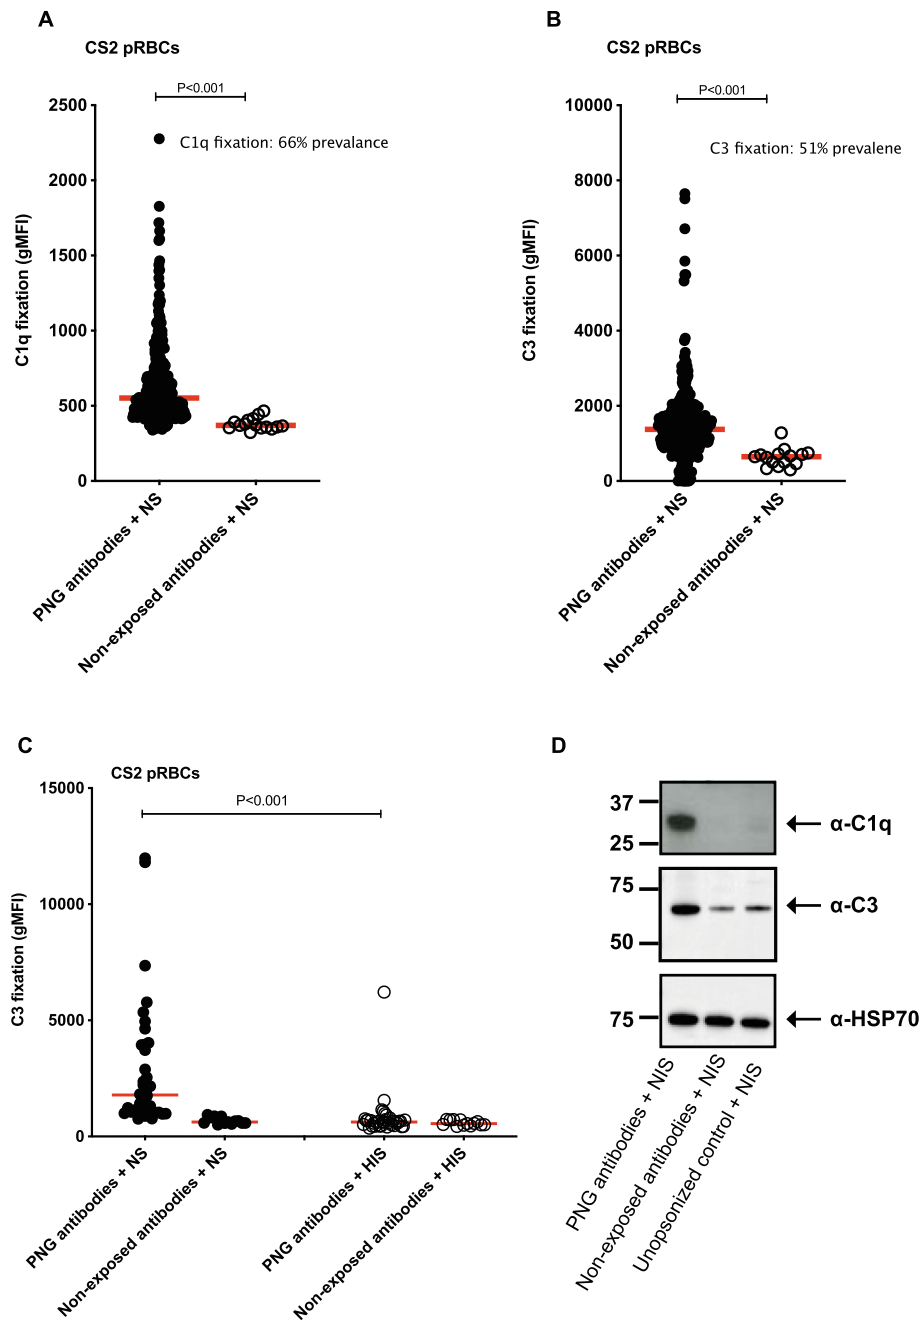 A
CS2 pRBCs
P<0.001
C1q fixation: 66% prevalance
2500
2000
1500
1000
500
0
C1q fixation (gMFI)
PNG antibodies + NS
Non-exposed antibodies + NS
B
CS2 pRBCs
P<0.001
C3 fixation: 51% prevalene
10000
8000
6000
4000
2000
0
C3 fixation (gMFI)
PNG antibodies + NS
Non-exposed antibodies + NS
C
CS2 pRBCs
P<0.001
15000
10000
5000
0
C3 fixation (gMFI)
PNG antibodies + NS
Non-exposed antibodies + NS
PNG antibodies + HIS
Non-exposed antibodies + HIS
D
37
25
α-C1q
75
50
α-C3
75
α-HSP70
PNG antibodies + NIS
Non-exposed antibodies + NIS
Unopsonized control + NIS